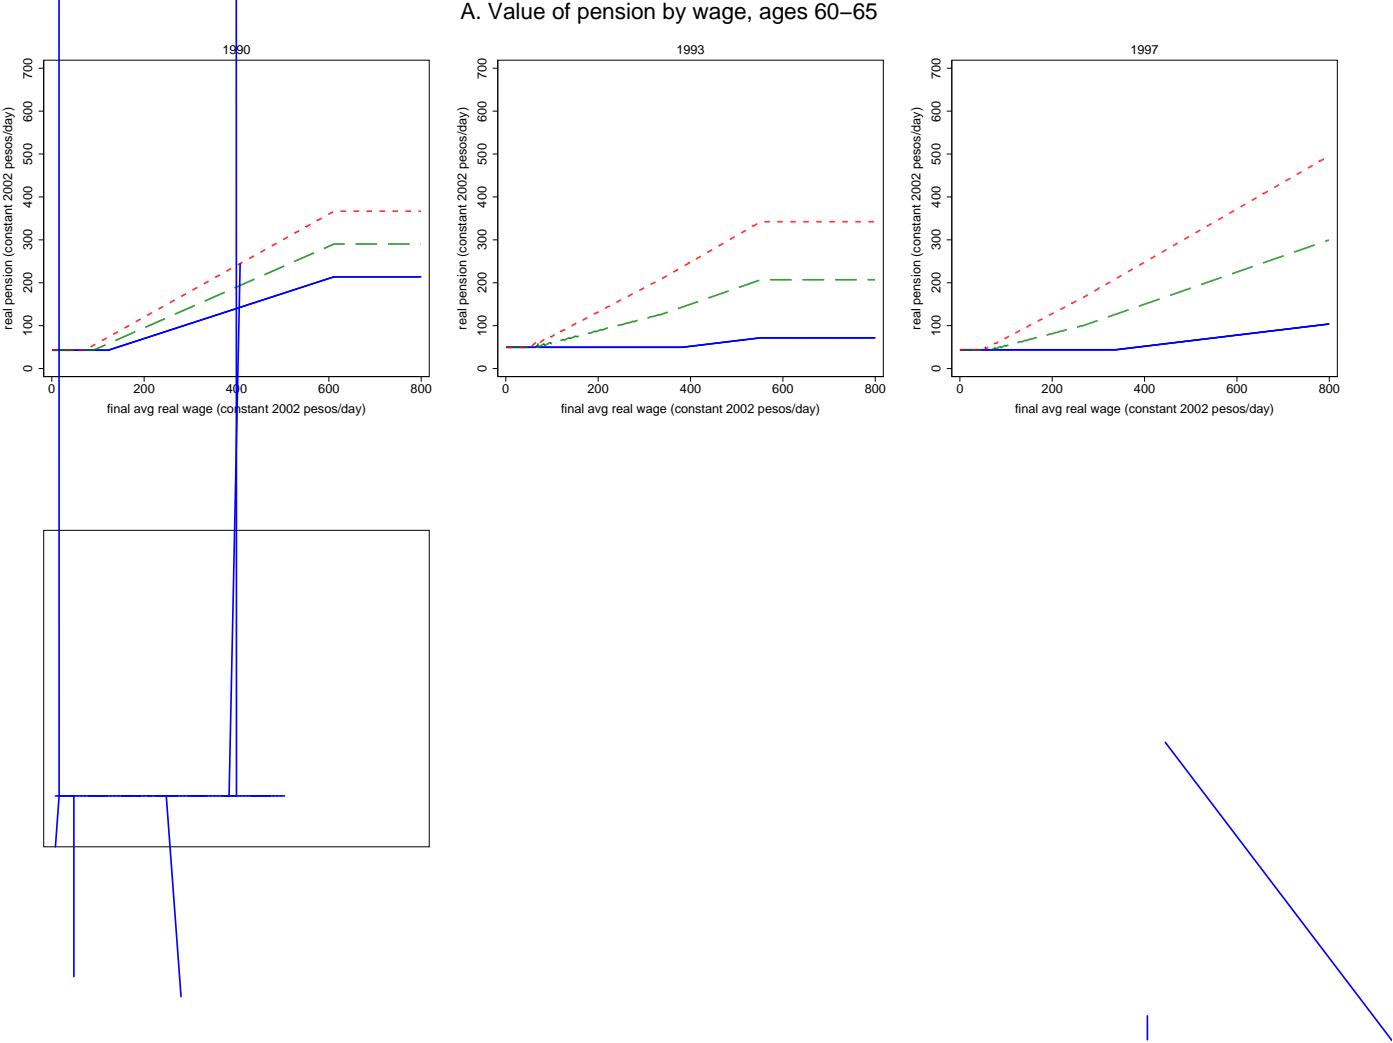 A. Value of pension by wage, ages 60–65
1990
real pension (constant 2002 pesos/day)
700
600
500
400
300
200
100
0
0 200 400 600 800
final avg real wage (constant 2002 pesos/day)
1993
real pension (constant 2002 pesos/day)
700
600
500
400
300
200
100
0
0 200 400 600 800
final avg real wage (constant 2002 pesos/day)
1997
real pension (constant 2002 pesos/day)
700
600
500
400
300
200
100
0
0 200 400 600 800
final avg real wage (constant 2002 pesos/day)